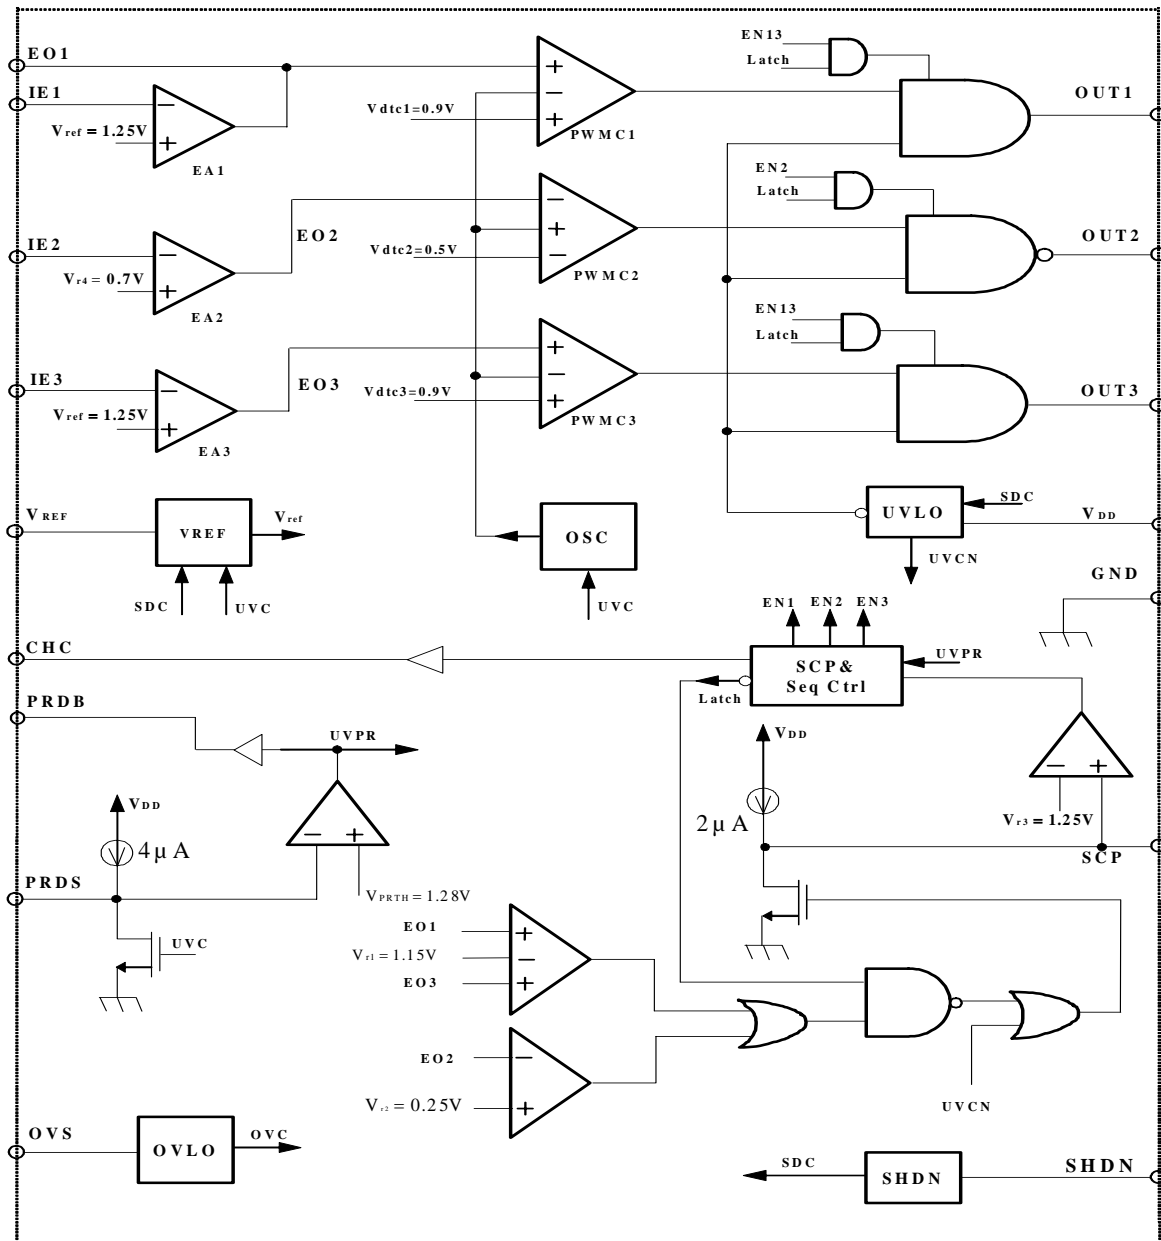 EO1
IE1
Vref = 1.25V
EA1
Vdtc1=0.9V
PWMC1
EN13
Latch
OUT1
IE2
Vr4 = 0.7V
EA2
EO2
Vdtc2=0.5V
PWMC2
EN2
Latch
OUT2
IE3
Vref = 1.25V
EA3
EO3
Vdtc3=0.9V
PWMC3
EN13
Latch
OUT3
VREF
VREF
Vref
SDC
UVC
OSC
UVC
UVLO
SDC
VDD
UVCN
GND
EN1
EN2
EN3
CHC
SCP&
Seq Ctrl
UVPR
Latch
PRDB
UVPR
VDD
4μA
VDD
2μA
Vr3 = 1.25V
SCP
PRDS
VPRTH = 1.28V
UVC
EO1
Vr1 = 1.15V
EO3
EO2
Vr2 = 0.25V
UVCN
OVS
OVLO
OVC
SDC
SHDN
SHDN